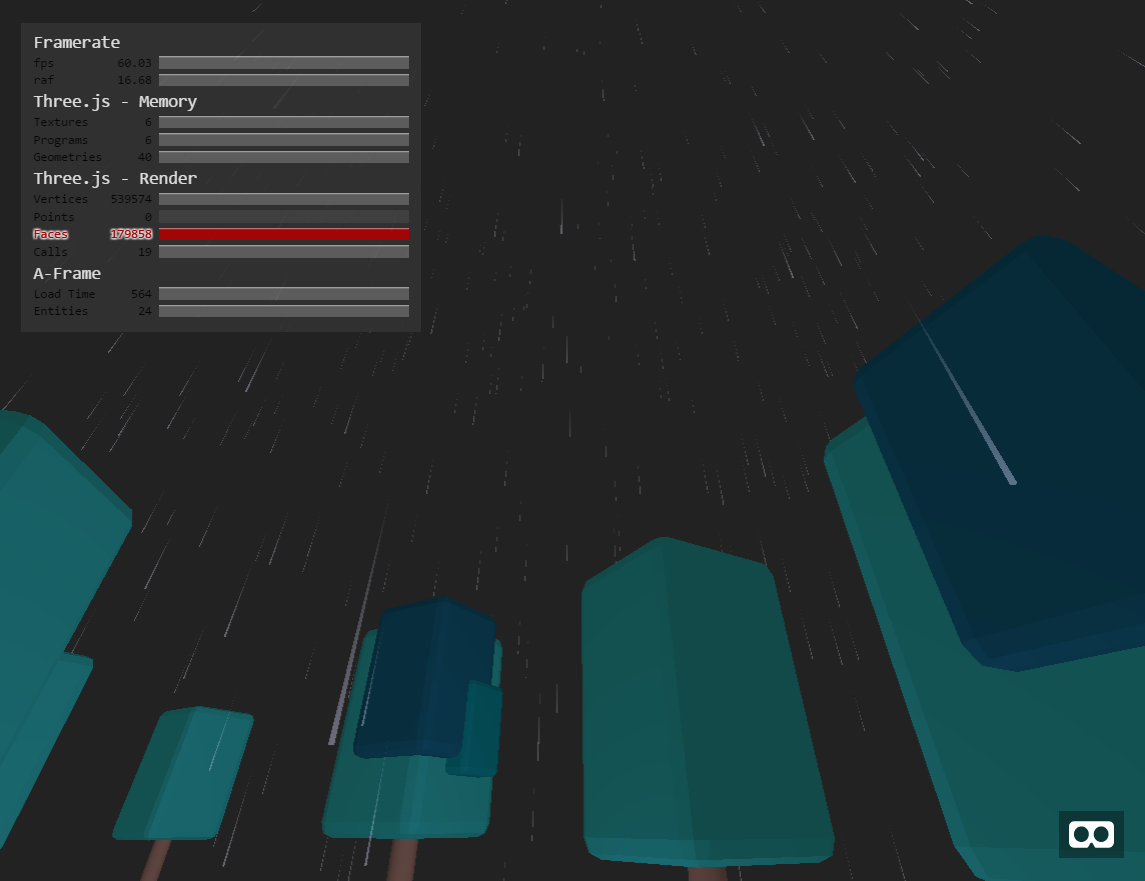 Framerate
fps 60.03
raf 16.68
Three.js - Memory
Textures 6
Programs 6
Geometries 40
Three.js - Render
Vertices 539574
Points 0
Faces 179858
Calls 19
A-Frame
Load Time 564
Entities 24